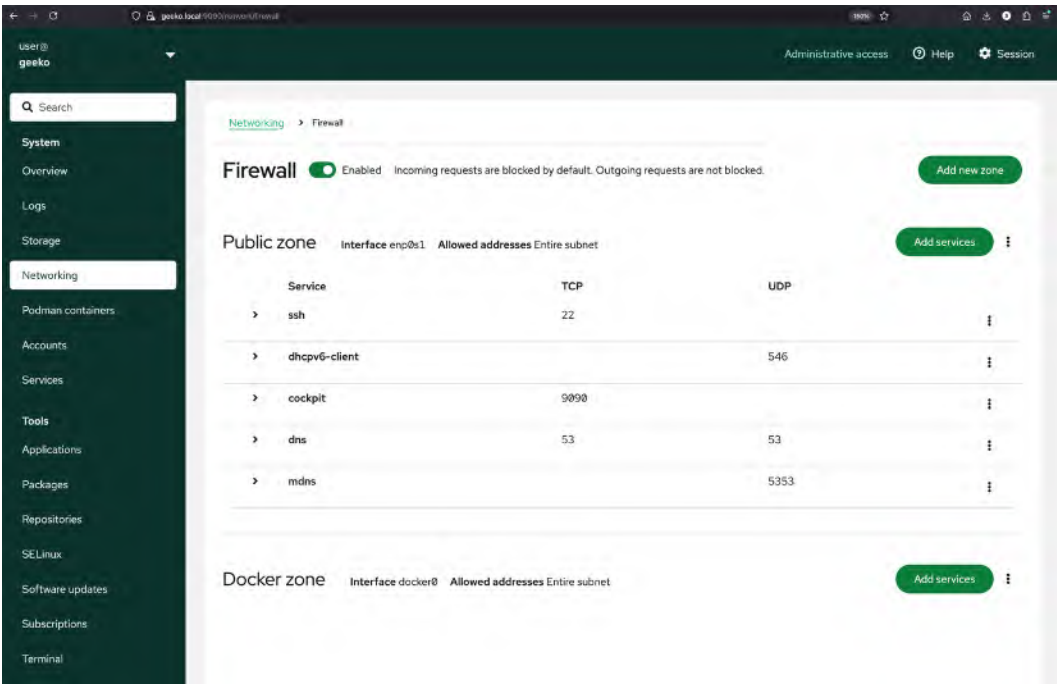 geeko.local:9090/network/firewall
150%
user@
geeko
Administrative access
Help
Session
Search
System
Overview
Logs
Storage
Networking
Podman containers
Accounts
Services
Tools
Applications
Packages
Repositories
SELinux
Software updates
Subscriptions
Terminal
Networking > Firewall
Firewall Enabled Incoming requests are blocked by default. Outgoing requests are not blocked. Add new zone
Public zone Interface enp0s1 Allowed addresses Entire subnet Add services
Service TCP UDP
ssh 22
dhcpv6-client 546
cockpit 9090
dns 53 53
mdns 5353
Docker zone Interface docker0 Allowed addresses Entire subnet Add services